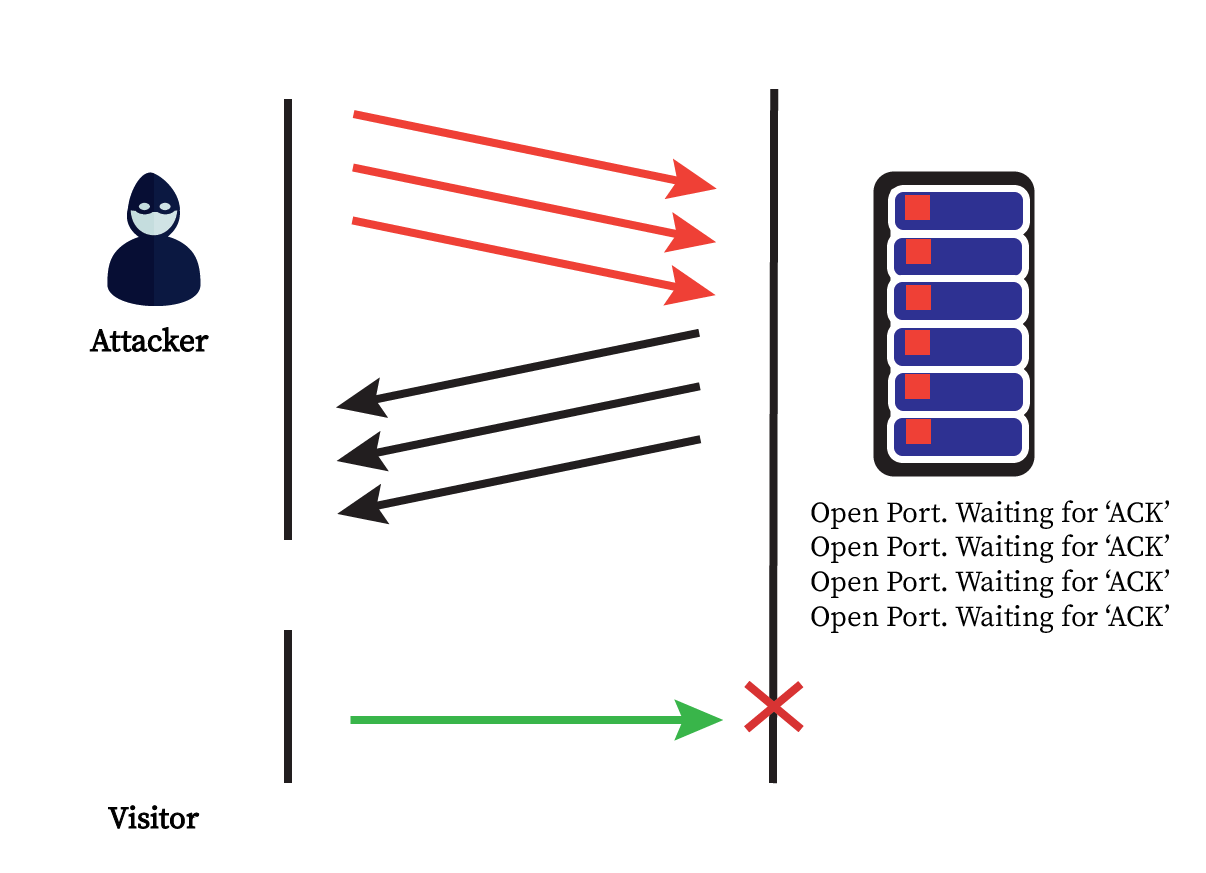 Attacker
Open Port. Waiting for ‘ACK’
Open Port. Waiting for ‘ACK’
Open Port. Waiting for ‘ACK’
Open Port. Waiting for ‘ACK’
Visitor